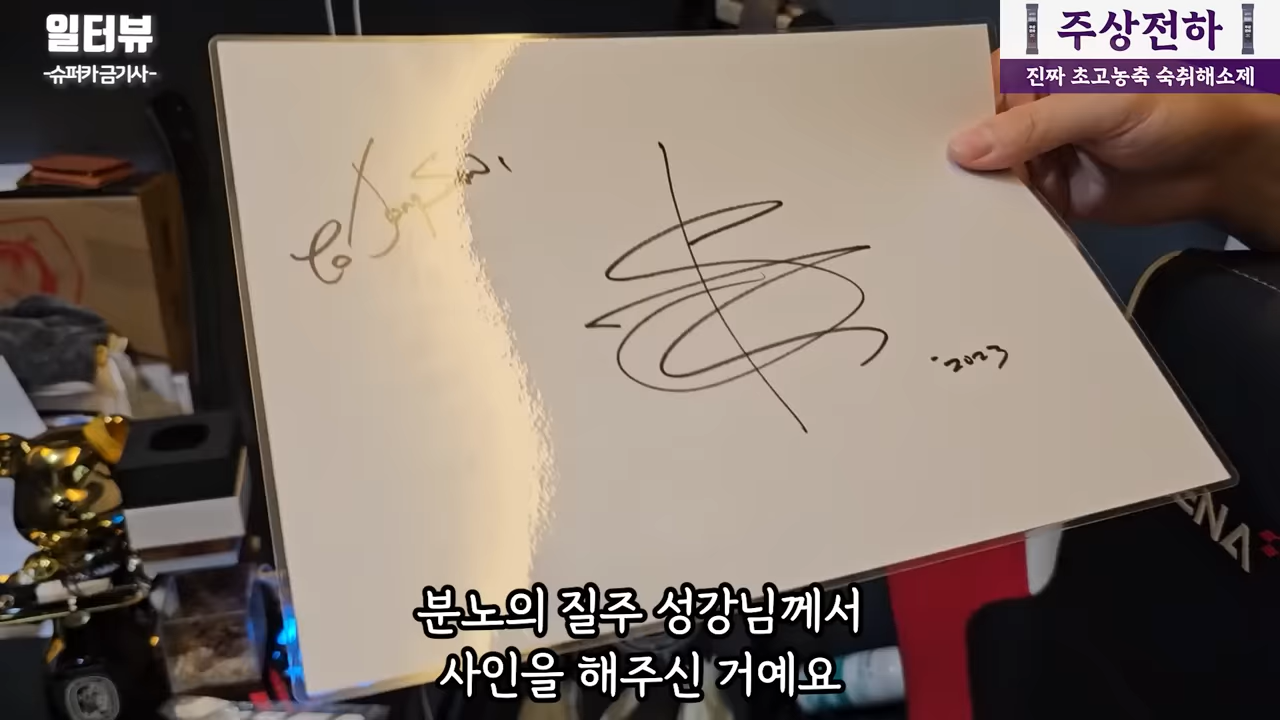 일터뷰
-슈퍼카 금기사-
주상전하
진짜 초고농축 숙취해소제
'2023
ENA
분노의 질주 성강님께서
사인을 해주신 거예요